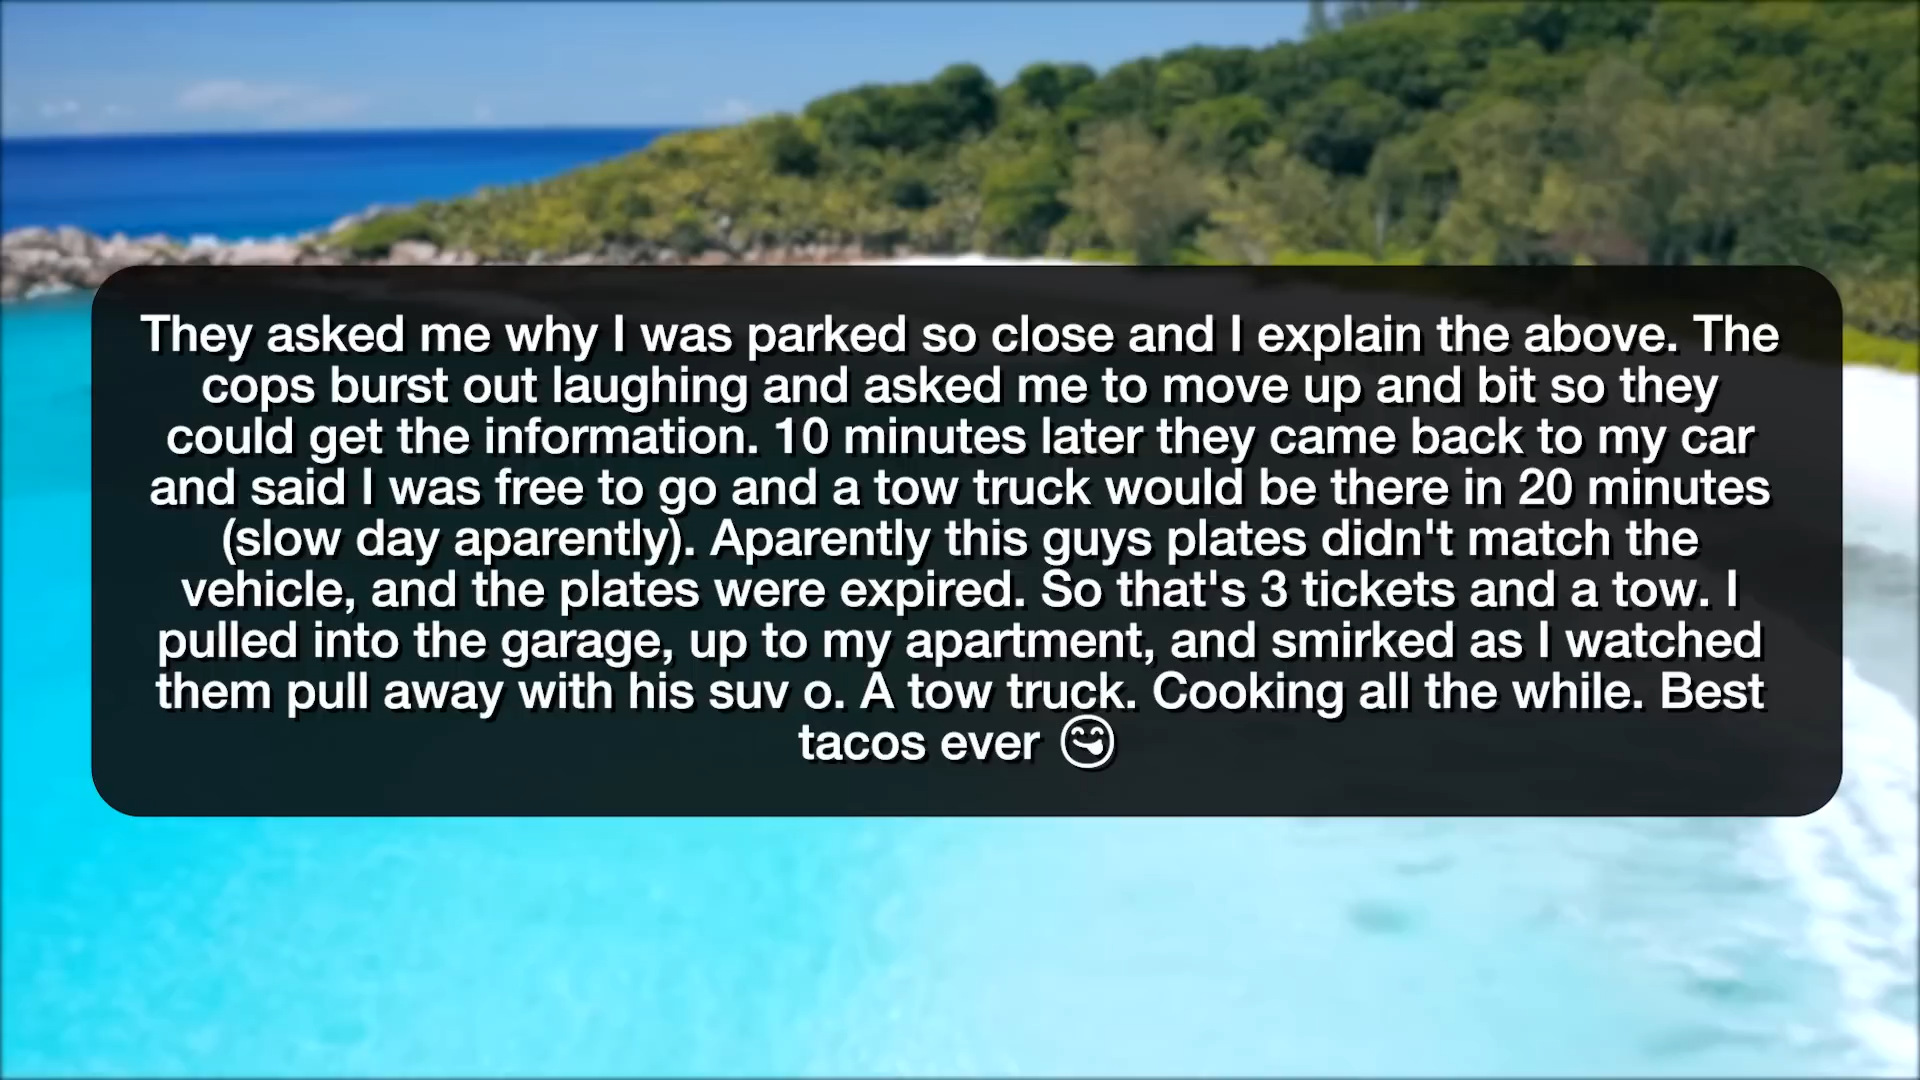 They asked me why I was parked so close and I explain the above. The
cops burst out laughing and asked me to move up and bit so they
could get the information. 10 minutes later they came back to my car
and said I was free to go and a tow truck would be there in 20 minutes
(slow day aparently). Aparently this guys plates didn't match the
vehicle, and the plates were expired. So that's 3 tickets and a tow. I
pulled into the garage, up to my apartment, and smirked as I watched
them pull away with his suv o. A tow truck. Cooking all the while. Best
tacos ever 😋